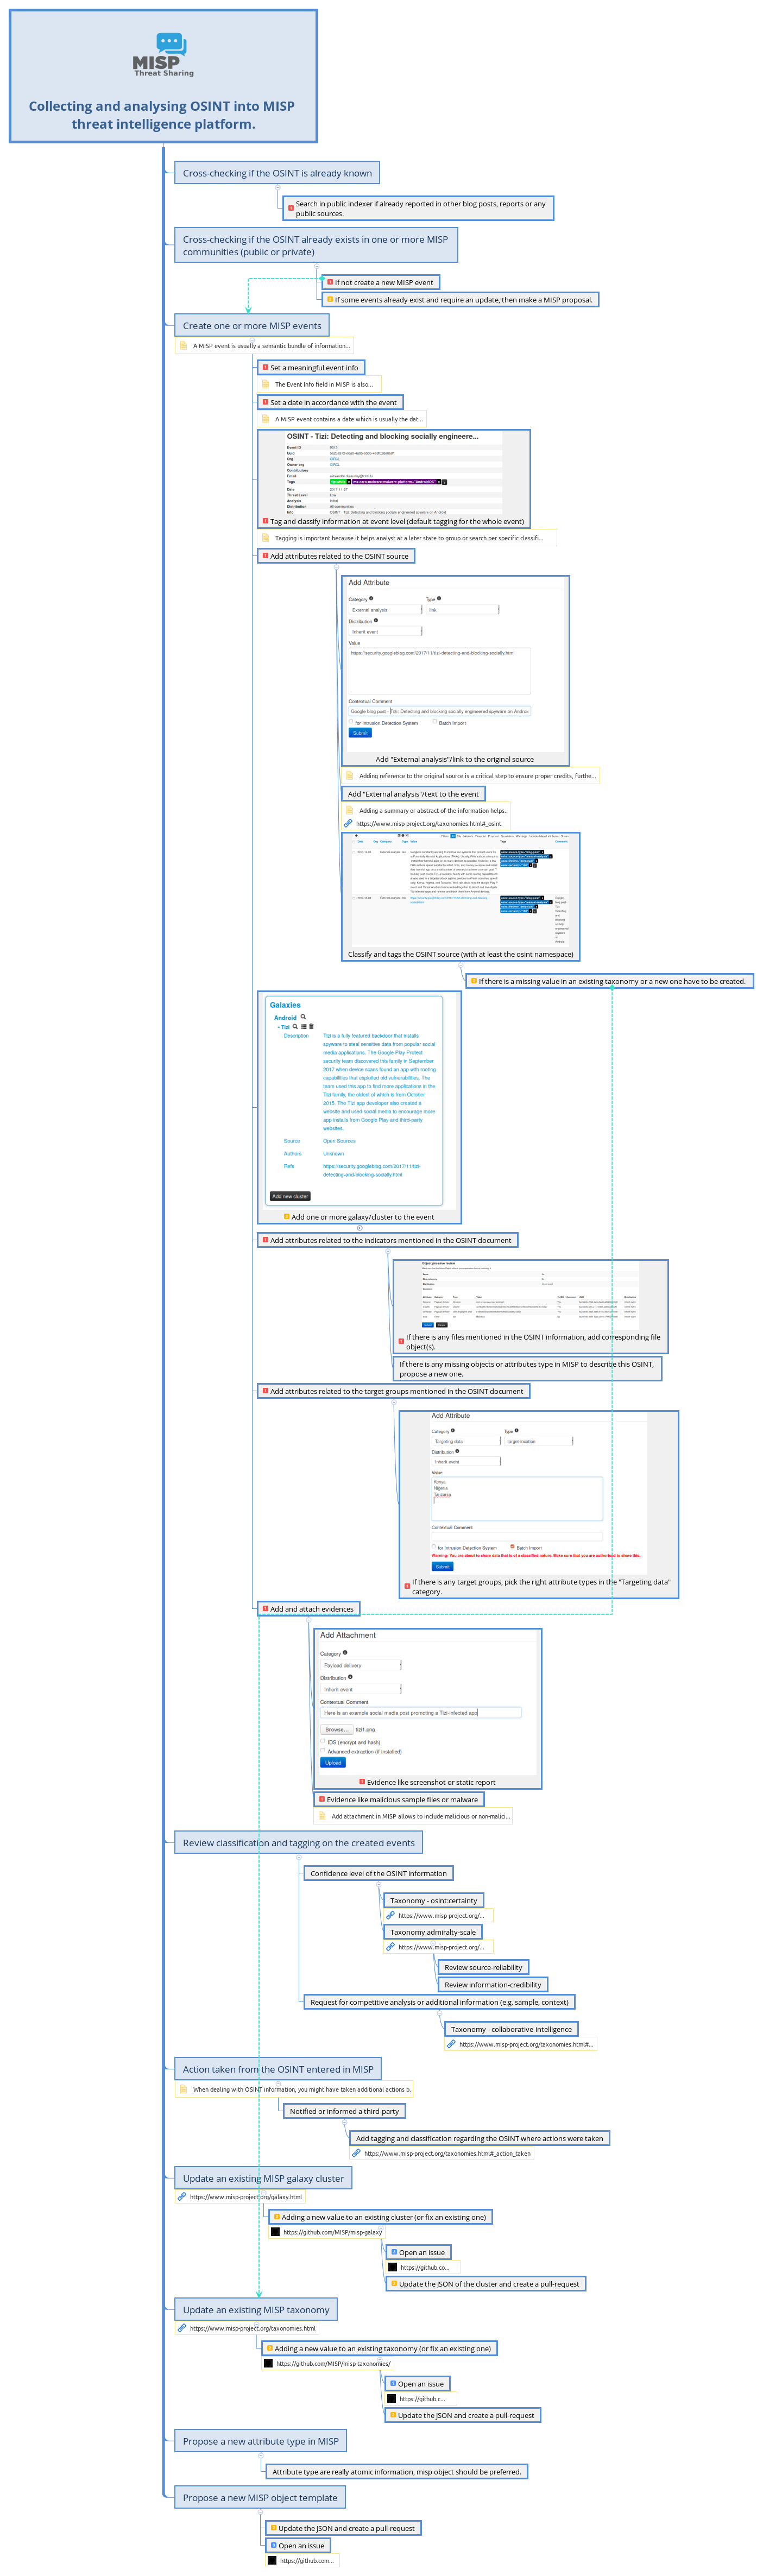 MISP
Threat Sharing
Collecting and analysing OSINT into MISP
threat intelligence platform.
Cross-checking if the OSINT is already known
Search in public indexer if already reported in other blog posts, reports or any
public sources.
Cross-checking if the OSINT already exists in one or more MISP
communities (public or private)
If not create a new MISP event
If some events already exist and require an update, then make a MISP proposal.
Create one or more MISP events
A MISP event is usually a semantic bundle of information...
Set a meaningful event info
The Event Info field in MISP is also...
Set a date in accordance with the event
A MISP event contains a date which is usually the dat...
OSINT - Tizi: Detecting and blocking socially engineere...
Event ID
Uuid
Org
Owner org
Contributors
Email
Tags
Date 2017-11-27
Threat Level Low
Analysis Initial
Distribution All communities
Info OSINT - Tizi: Detecting and blocking socially engineered spyware on Android
Tag and classify information at event level (default tagging for the whole event)
Tagging is important because it helps analyst at a later state to group or search per specific classifi...
Add attributes related to the OSINT source
Add Attribute
Category Type
External analysis link
Distribution
Inherit event
Value
https://security.googleblog.com/2017/11/tizi-detecting-and-blocking-socially.html
Contextual Comment
Google blog post - Tizi: Detecting and blocking socially engineered spyware on Androi
for Intrusion Detection System Batch Import
Submit
Add "External analysis"/link to the original source
Adding reference to the original source is a critical step to ensure proper credits, furthe...
Add "External analysis"/text to the event
Adding a summary or abstract of the information helps..
https://www.misp-project.org/taxonomies.html#_osint
Classify and tags the OSINT source (with at least the osint namespace)
If there is a missing value in an existing taxonomy or a new one have to be created.
Galaxies
Android
- Tizi
Description Tizi is a fully featured backdoor that installs
spyware to steal sensitive data from popular social
media applications. The Google Play Protect
security team discovered this family in September
2017 when device scans found an app with rooting
capabilities that exploited old vulnerabilities. The
team used this app to find more applications in the
Tizi family, the oldest of which is from October
2015. The Tizi app developer also created a
website and used social media to encourage more
app installs from Google Play and third-party
websites.
Source Open Sources
Authors Unknown
Refs https://security.googleblog.com/2017/11/tizi-
detecting-and-blocking-socially.html
Add new cluster
Add one or more galaxy/cluster to the event
Add attributes related to the indicators mentioned in the OSINT document
Object pre-save review
If there is any files mentioned in the OSINT information, add corresponding file
object(s).
If there is any missing objects or attributes type in MISP to describe this OSINT,
propose a new one.
Add attributes related to the target groups mentioned in the OSINT document
Add Attribute
Category Type
Targeting data target-location
Distribution
Inherit event
Value
Kenya
Nigeria
Tanzania
Contextual Comment
for Intrusion Detection System Batch Import
Warning: You are about to share data that is of a classified nature. Make sure that you are authorised to share this.
Submit
If there is any target groups, pick the right attribute types in the "Targeting data"
category.
Add and attach evidences
Add Attachment
Category
Payload delivery
Distribution
Inherit event
Contextual Comment
Here is an example social media post promoting a Tizi-infected app
Browse... tizi1.png
IDS (encrypt and hash)
Advanced extraction (if installed)
Upload
Evidence like screenshot or static report
Evidence like malicious sample files or malware
Add attachment in MISP allows to include malicious or non-malici...
Review classification and tagging on the created events
Confidence level of the OSINT information
Taxonomy - osint:certainty
https://www.misp-project.org/...
Taxonomy admiralty-scale
https://www.misp-project.org/...
Review source-reliability
Review information-credibility
Request for competitive analysis or additional information (e.g. sample, context)
Taxonomy - collaborative-intelligence
https://www.misp-project.org/taxonomies.html#...
Action taken from the OSINT entered in MISP
When dealing with OSINT information, you might have taken additional actions b.
Notified or informed a third-party
Add tagging and classification regarding the OSINT where actions were taken
https://www.misp-project.org/taxonomies.html#_action_taken
Update an existing MISP galaxy cluster
https://www.misp-project.org/galaxy.html
Adding a new value to an existing cluster (or fix an existing one)
https://github.com/MISP/misp-galaxy
Open an issue
https://github.co...
Update the JSON of the cluster and create a pull-request
Update an existing MISP taxonomy
https://www.misp-project.org/taxonomies.html
Adding a new value to an existing taxonomy (or fix an existing one)
https://github.com/MISP/misp-taxonomies/
Open an issue
https://github.c...
Update the JSON and create a pull-request
Propose a new attribute type in MISP
Attribute type are really atomic information, misp object should be preferred.
Propose a new MISP object template
Update the JSON and create a pull-request
Open an issue
https://github.com...